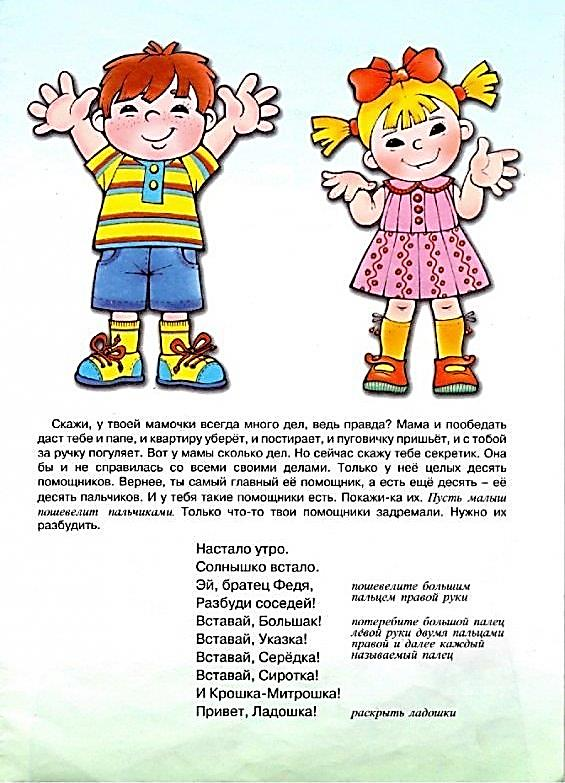 Скажи, у твоей мамочки всегда много дел, ведь правда? Мама и пообедать
даст тебе и папе, и квартиру уберёт, и постирает, и пуговичку пришьёт, и с тобой
за ручку погуляет. Вот у мамы сколько дел. Но сейчас скажу тебе секретик. Она
бы и не справилась со всеми своими делами. Только у неё целых десять
помощников. Вернее, ты самый главный её помощник, а есть ещё десять – её
десять пальчиков. И у тебя такие помощники есть. Покажи-ка их. Пусть малыш
пошевелит пальчиками. Только что-то твои помощники задремали. Нужно их
разбудить.
Настало утро.
Солнышко встало.
Эй, братец Федя,
Разбуди соседей!
пошевелите большим
пальцем правой руки
Вставай, Большак!
Вставай, Указка!
Вставай, Серёдка!
Вставай, Сиротка!
И Крошка-Митрошка!
потеребите большой палец
левой руки двумя пальцами
правой и далее каждый
называемый палец
Привет, Ладошка!
раскрыть ладошки